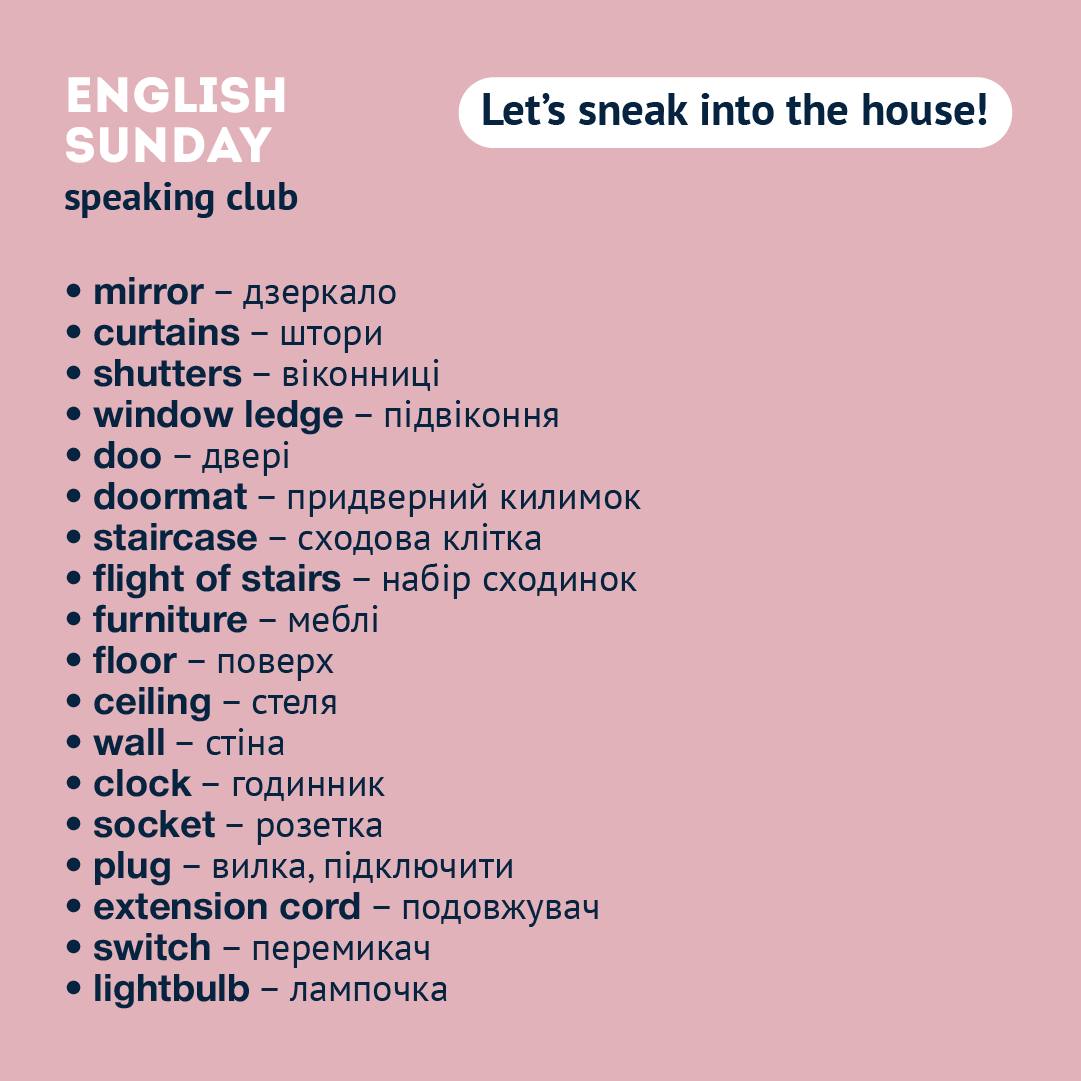 ENGLISH
SUNDAY
speaking club
Let's sneak into the house!
• mirror – дзеркало
• curtains – штори
• shutters – віконниці
• window ledge – підвіконня
• doo – двері
• doormat – придверний килимок
• staircase – сходова клітка
• flight of stairs – набір сходинок
• furniture – меблі
• floor – поверх
• ceiling – стеля
• wall – стіна
• clock – годинник
• socket – розетка
• plug – вилка, підключити
• extension cord – подовжувач
• switch – перемикач
• lightbulb – лампочка